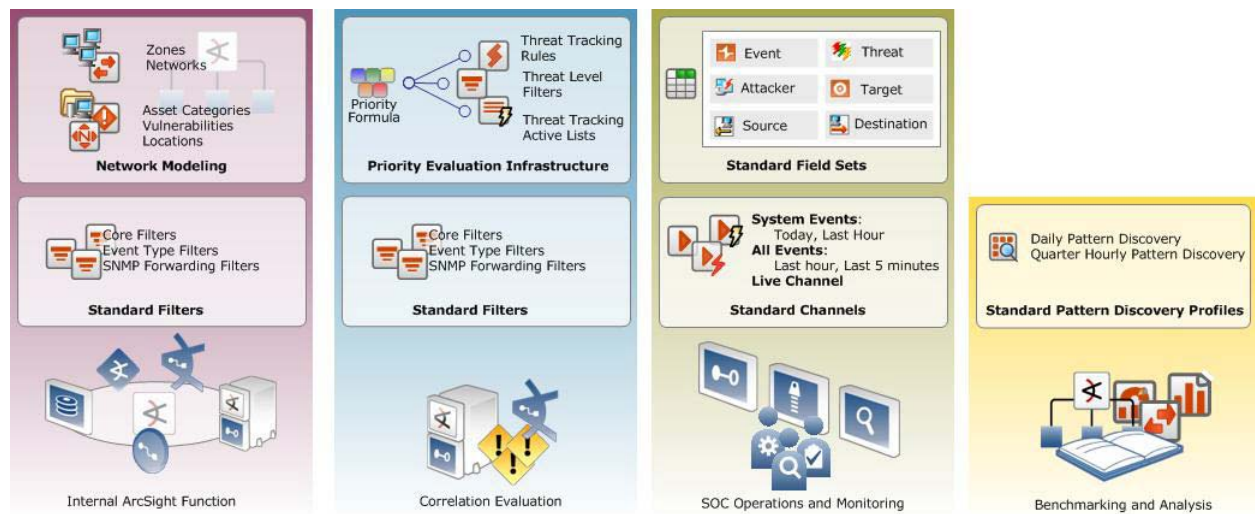 Zones
Networks
Asset Categories
Vulnerabilities
Locations
Network Modeling
Core Filters
Event Type Filters
SNMP Forwarding Filters
Standard Filters
Internal ArcSight Function
Priority
Formula
Threat Tracking
Rules
Threat Level
Filters
Threat Tracking
Active Lists
Priority Evaluation Infrastructure
Core Filters
Event Type Filters
SNMP Forwarding Filters
Standard Filters
Correlation Evaluation
Event
Threat
Attacker
Target
Source
Destination
Standard Field Sets
System Events:
Today, Last Hour
All Events:
Last hour, Last 5 minutes
Live Channel
Standard Channels
SOC Operations and Monitoring
Daily Pattern Discovery
Quarter Hourly Pattern Discovery
Standard Pattern Discovery Profiles
Benchmarking and Analysis